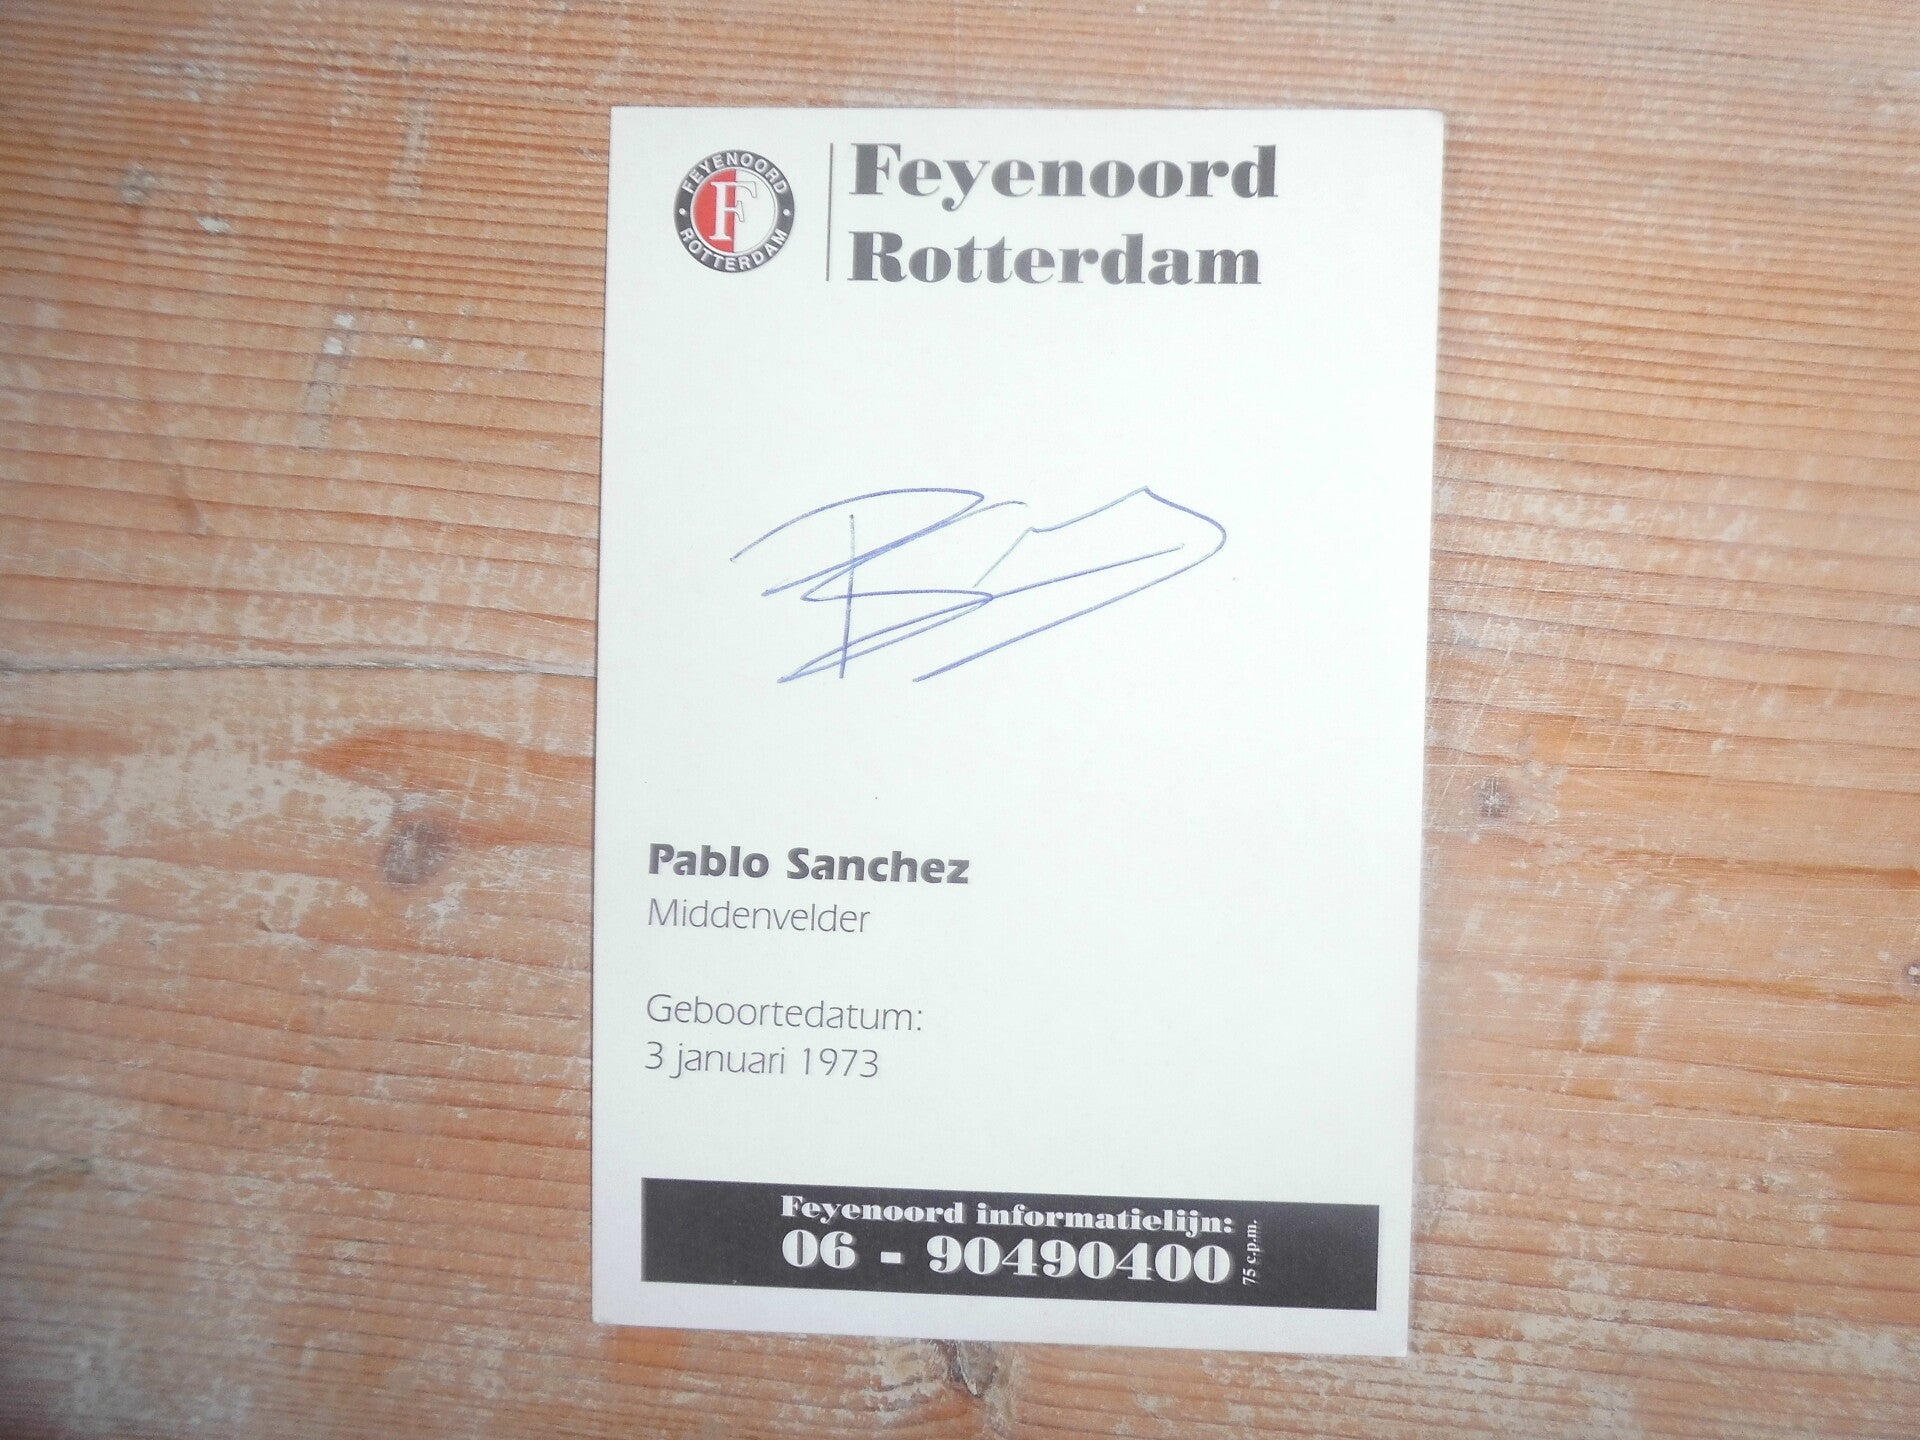 FEYENOORD
ROTTERDAM
F
Feyenoord
Rotterdam
Pablo Sanchez
Middenvelder
Geboortedatum:
3 januari 1973
Feyenoord informatielijn:
06 - 90490400
75 c.p.m.